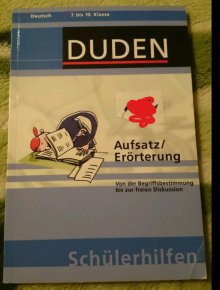 Deutsch 7. bis 10. Klasse
DUDEN
Aufsatz/
Erörterung
Von der Begriffsbestimmung
bis zur freien Diskussion
Schülerhilfen